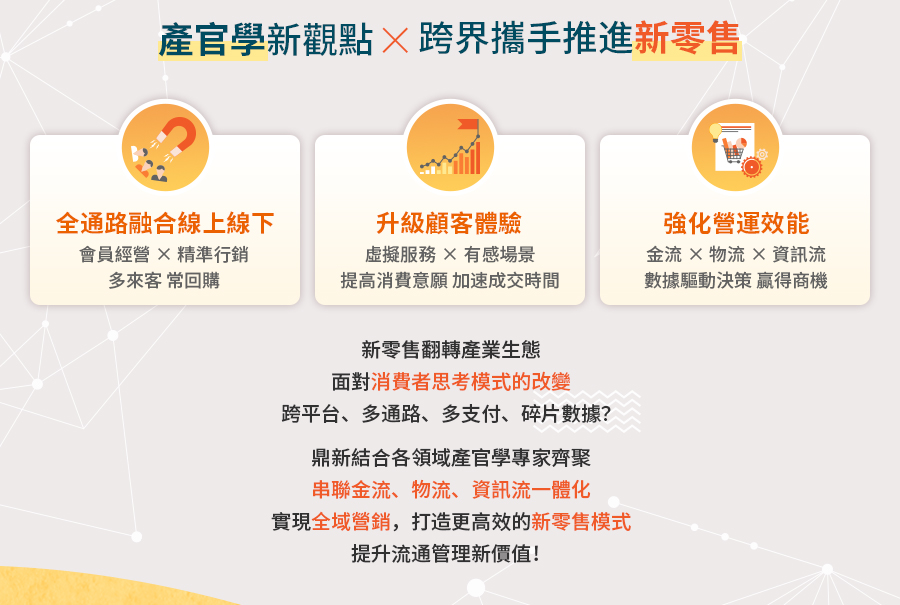 產官學新觀點 × 跨界攜手推進新零售
全通路融合線上線下
會員經營 × 精準行銷
多來客 常回購
升級顧客體驗
虛擬服務 × 有感場景
提高消費意願 加速成交時間
強化營運效能
金流 × 物流 × 資訊流
數據驅動決策 贏得商機
新零售翻轉產業生態
面對消費者思考模式的改變
跨平台、多通路、多支付、碎片數據?
鼎新結合各領域產官學專家齊聚
串聯金流、物流、資訊流一體化
實現全域營銷，打造更高效的新零售模式
提升流通管理新價值!